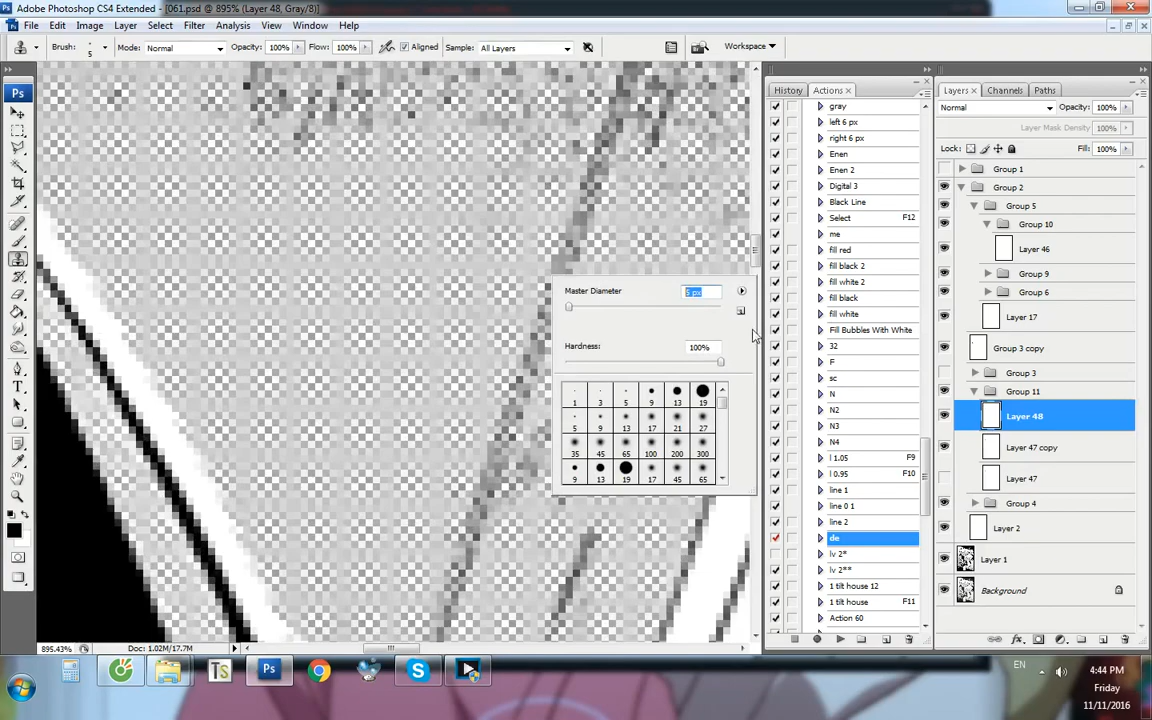 Adobe Photoshop CS4 Extended - [061.psd @ 895% (Layer 48, Gray/8)]
File Edit Image Layer Select Filter Analysis View Window Help
Brush: 5 Mode: Normal Opacity: 100% Flow: 100% Aligned Sample: All Layers Workspace
Ps
T
History Actions
gray
left 6 px
right 6 px
Enen
Enen 2
Digital 3
Black Line
Select F12
me
fill red
fill black 2
fill white 2
fill black
fill white
Fill Bubbles With White
32
F
sc
N
N2
N3
N4
l 1.05 F9
l 0.95 F10
line 1
line 0 1
line 2
de
lv 2*
lv 2**
1 tilt house 12
1 tilt house F11
Action 60
Layers Channels Paths
Normal Opacity: 100%
Layer Mask Density: 100%
Lock: Fill: 100%
Group 1
Group 2
Group 5
Group 10
Layer 46
Group 9
Group 6
Layer 17
Group 3 copy
Group 3
Group 11
Layer 48
Layer 47 copy
Layer 47
Group 4
Layer 2
Layer 1
Background
Master Diameter 5 px
Hardness: 100%
1 3 5 9 13 19
5 9 13 17 21 27
35 45 65 100 200 300
9 13 19 17 45 65
895.43% Doc: 1.02M/17.7M
TS Ps
EN
4:44 PM
Friday
11/11/2016